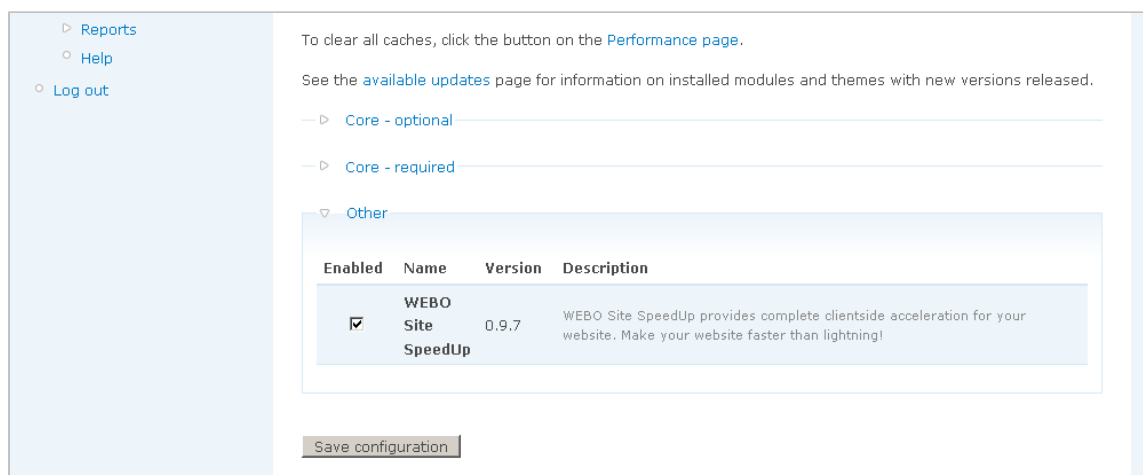 Reports
Help
Log out
To clear all caches, click the button on the Performance page.
See the available updates page for information on installed modules and themes with new versions released.
Core - optional
Core - required
Other
Enabled Name Version Description
WEBO
Site
SpeedUp
0.9.7
WEBO Site SpeedUp provides complete clientside acceleration for your
website. Make your website faster than lightning!
Save configuration